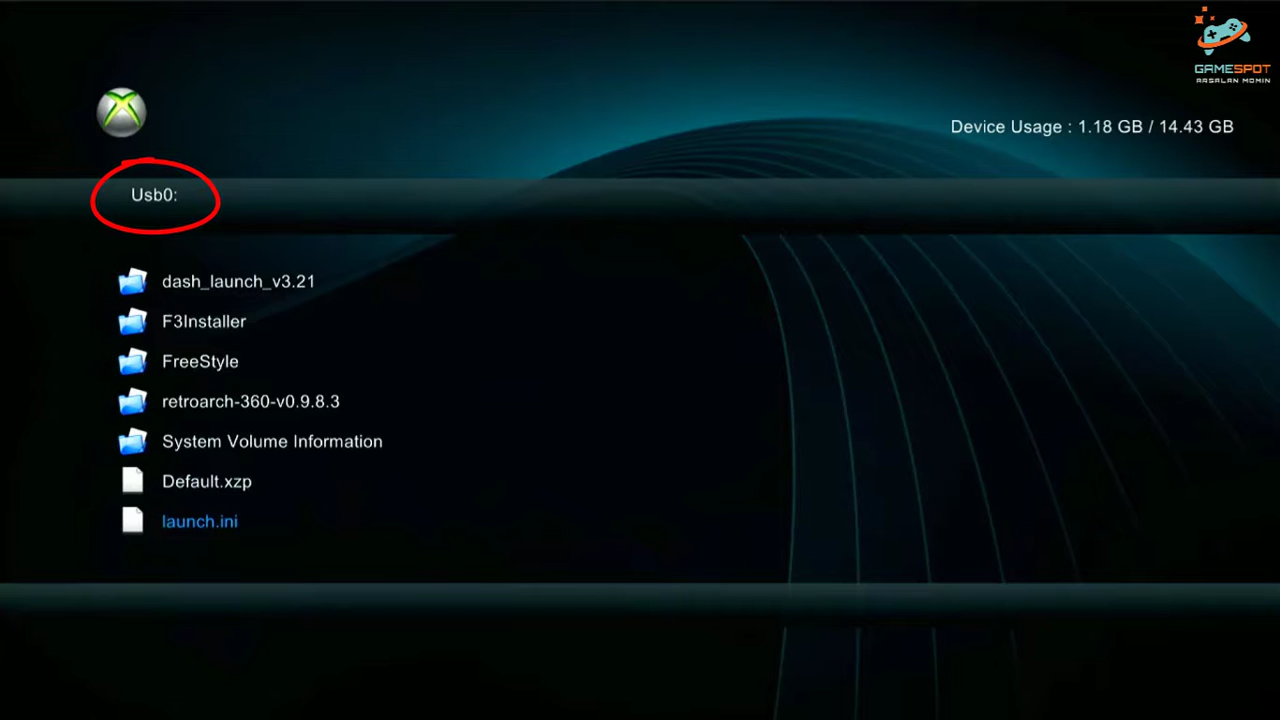 GAMESPOT
ARSALAN MOMIN
Device Usage : 1.18 GB / 14.43 GB
Usb0:
dash_launch_v3.21
F3Installer
FreeStyle
retroarch-360-v0.9.8.3
System Volume Information
Default.xzp
launch.ini